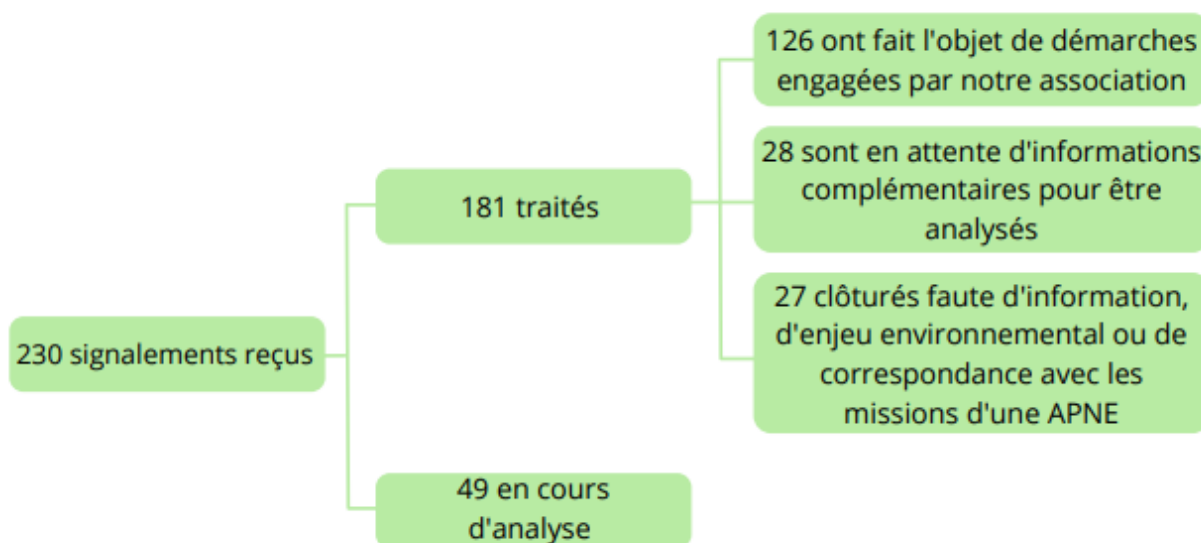 230 signalements reçus
181 traités
49 en cours
d'analyse
126 ont fait l'objet de démarches
engagées par notre association
28 sont en attente d'informations
complémentaires pour être
analysés
27 clôturés faute d'information,
d'enjeu environnemental ou de
correspondance avec les
missions d'une APNE